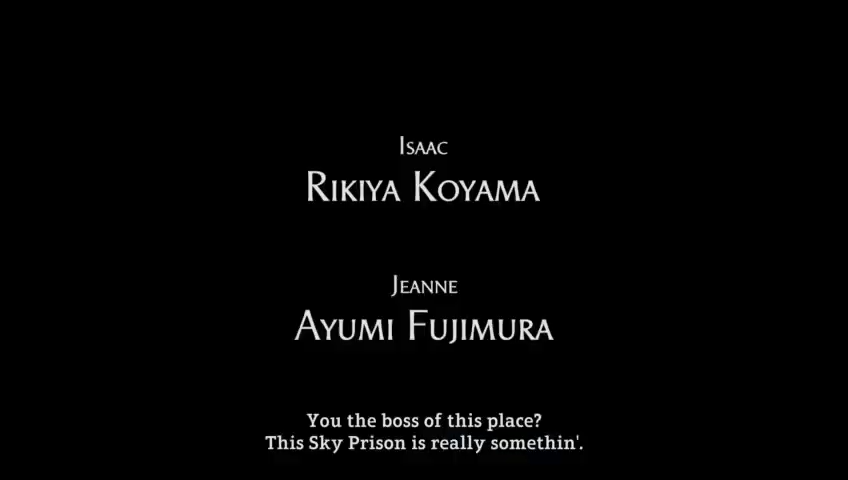 Isaac
Rikiya Koyama
Jeanne
Ayumi Fujimura
You the boss of this place?
This Sky Prison is really somethin'.